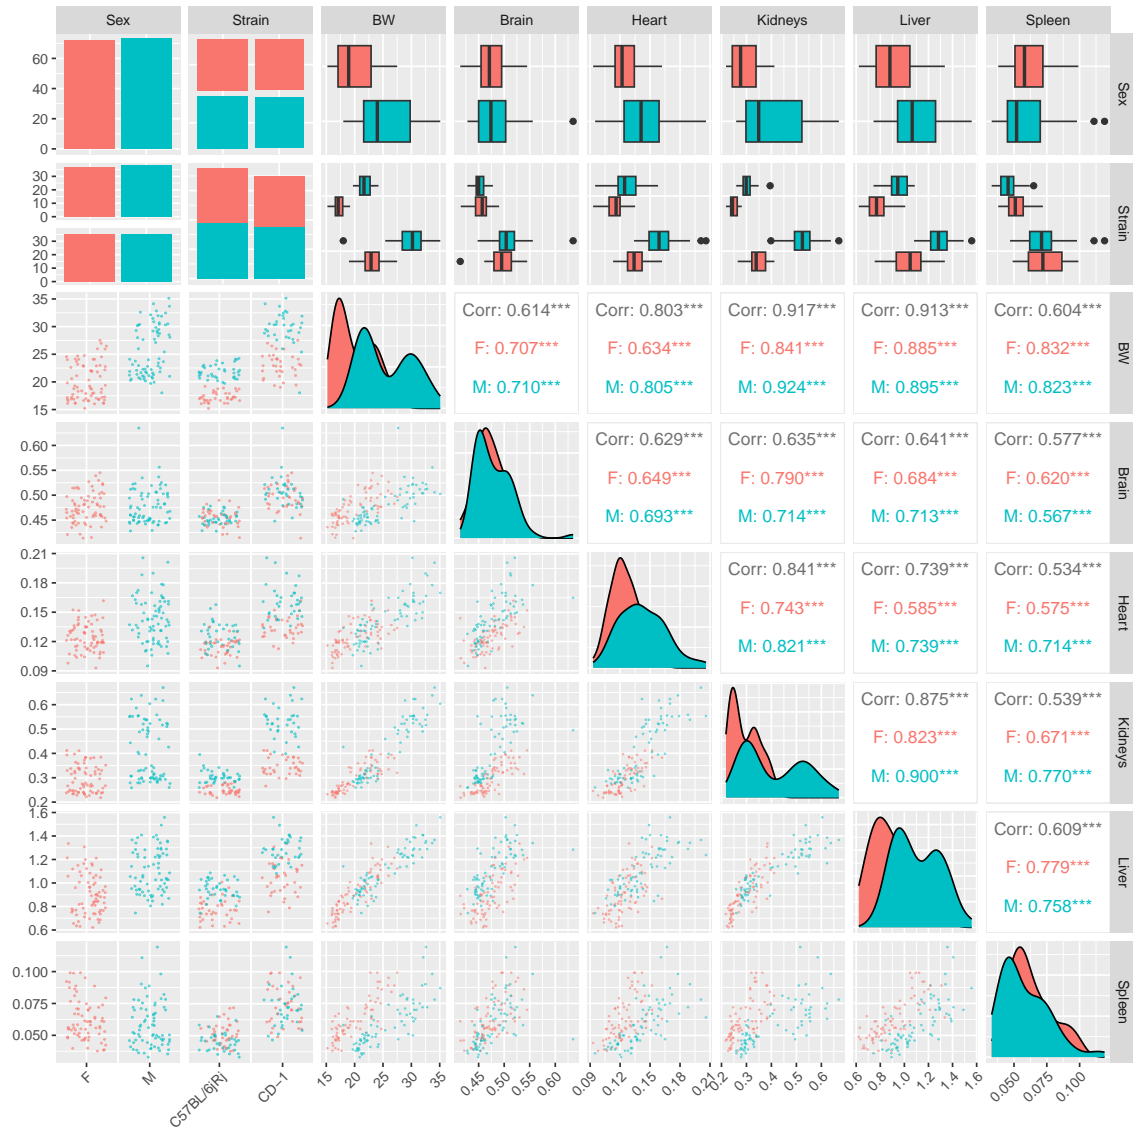 Sex Strain BW Brain Heart Kidneys Liver Spleen
60
40
20
0
Sex
30
20
10
0
30
20
10
0
Strain
35
30
25
20
15
Corr: 0.614*** Corr: 0.803*** Corr: 0.917*** Corr: 0.913*** Corr: 0.604***
F: 0.707*** F: 0.634*** F: 0.841*** F: 0.885*** F: 0.832***
M: 0.710*** M: 0.805*** M: 0.924*** M: 0.895*** M: 0.823***
BW
0.60
0.55
0.50
0.45
Corr: 0.629*** Corr: 0.635*** Corr: 0.641*** Corr: 0.577***
F: 0.649*** F: 0.790*** F: 0.684*** F: 0.620***
M: 0.693*** M: 0.714*** M: 0.713*** M: 0.567***
Brain
0.21
0.18
0.15
0.12
0.09
Corr: 0.841*** Corr: 0.739*** Corr: 0.534***
F: 0.743*** F: 0.585*** F: 0.575***
M: 0.821*** M: 0.739*** M: 0.714***
Heart
0.6
0.5
0.4
0.3
0.2
Corr: 0.875*** Corr: 0.539***
F: 0.823*** F: 0.671***
M: 0.900*** M: 0.770***
Kidneys
1.6
1.4
1.2
1.0
0.8
0.6
Corr: 0.609***
F: 0.779***
M: 0.758***
Liver
0.100
0.075
0.050
Spleen
F M C57BL/6[R] CD−1 15 20 25 30 35 0.45 0.50 0.55 0.60 0.09 0.12 0.15 0.18 0.21 0.2 0.3 0.4 0.5 0.6 0.6 0.8 1.0 1.2 1.4 1.6 0.050 0.075 0.100